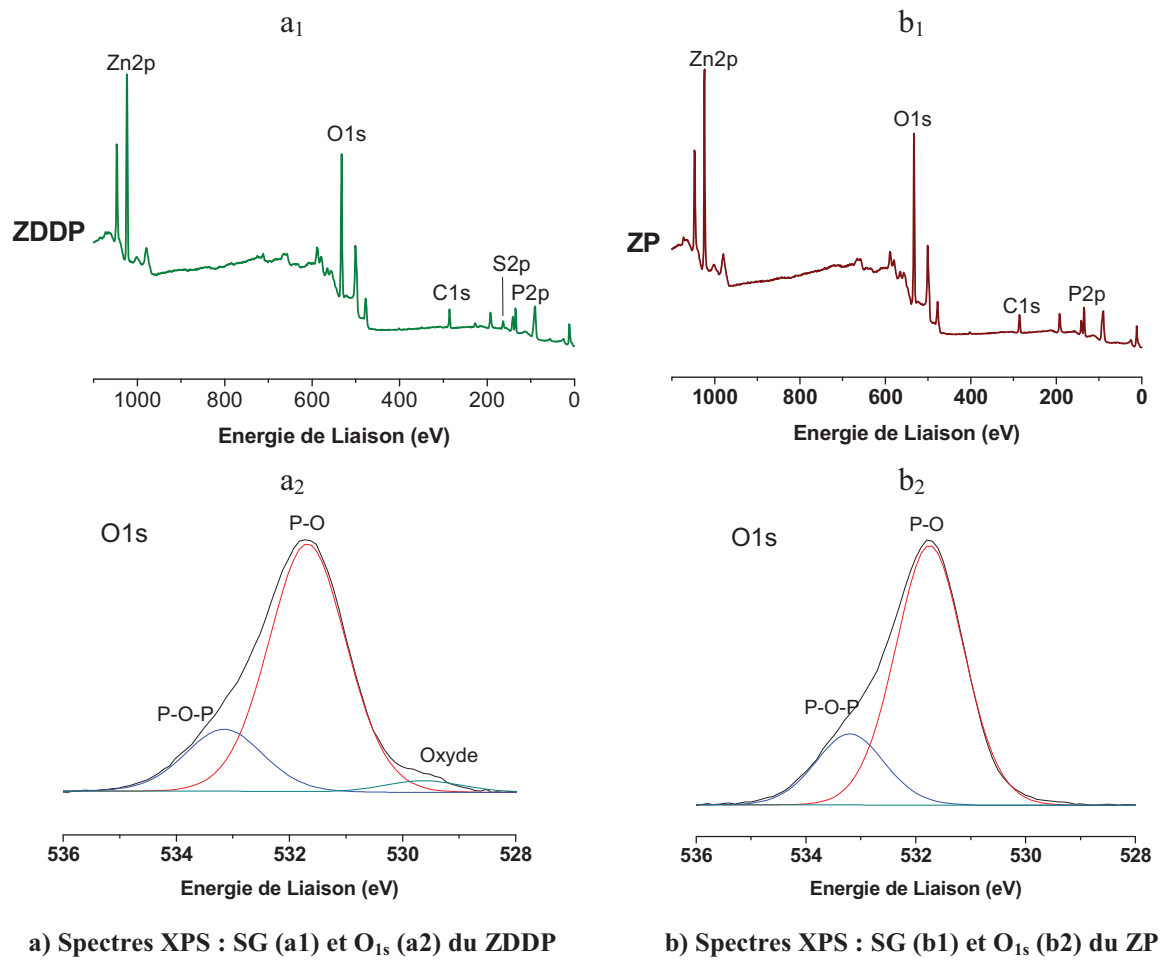 a₁
Zn2p
O1s
ZDDP
S2p
C1s
P2p
1000 800 600 400 200 0
Energie de Liaison (eV)
b₁
Zn2p
O1s
ZP
C1s
P2p
1000 800 600 400 200 0
Energie de Liaison (eV)
a₂
O1s
P-O
P-O-P
Oxyde
536 534 532 530 528
Energie de Liaison (eV)
b₂
O1s
P-O
P-O-P
536 534 532 530 528
Energie de Liaison (eV)
a) Spectres XPS : SG (a1) et O₁ₛ (a2) du ZDDP
b) Spectres XPS : SG (b1) et O₁ₛ (b2) du ZP